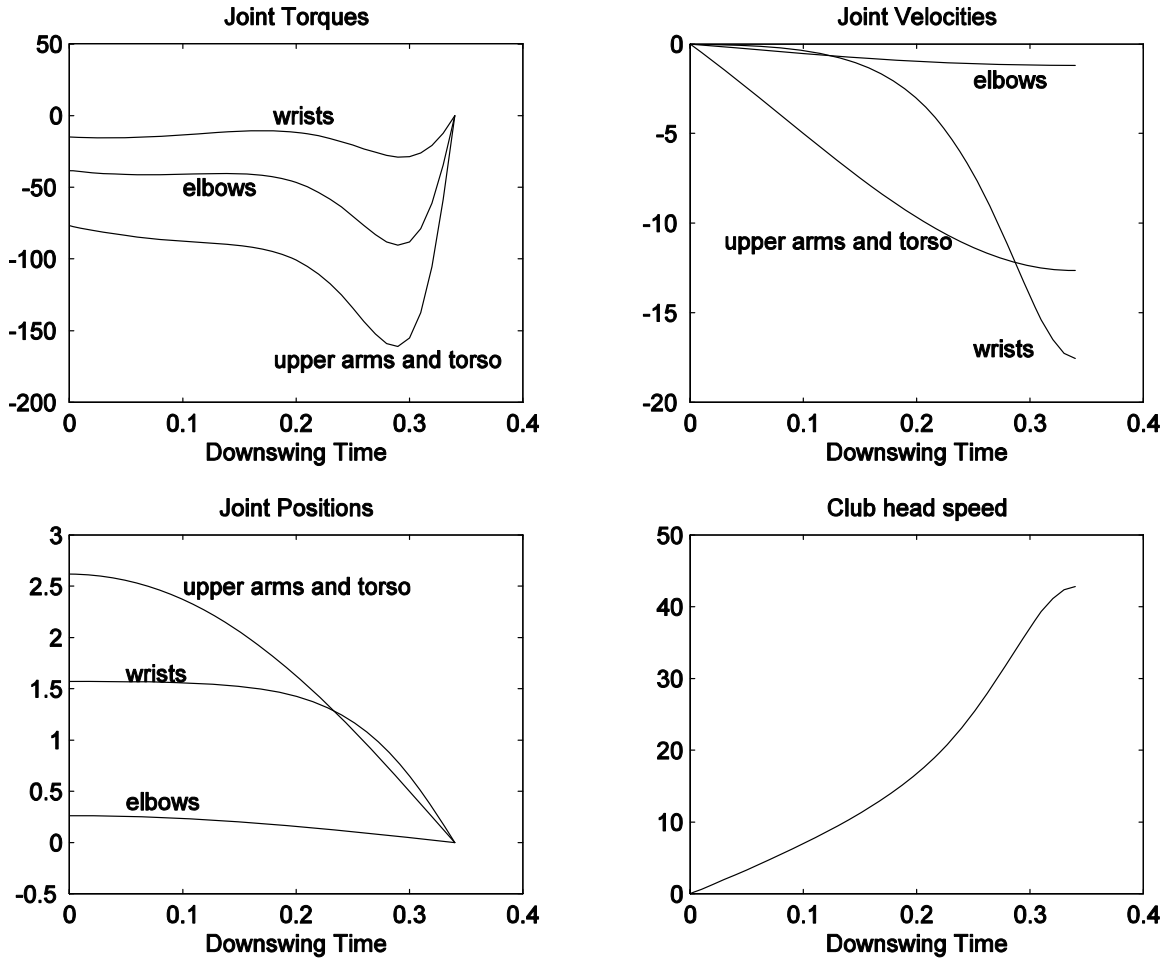 Joint Torques
50
0
-50
-100
-150
-200
wrists
elbows
upper arms and torso
0 0.1 0.2 0.3 0.4
Downswing Time
Joint Velocities
0
-5
-10
-15
-20
elbows
upper arms and torso
wrists
0 0.1 0.2 0.3 0.4
Downswing Time
Joint Positions
3
2.5
2
1.5
1
0.5
0
-0.5
upper arms and torso
wrists
elbows
0 0.1 0.2 0.3 0.4
Downswing Time
Club head speed
50
40
30
20
10
0
0 0.1 0.2 0.3 0.4
Downswing Time